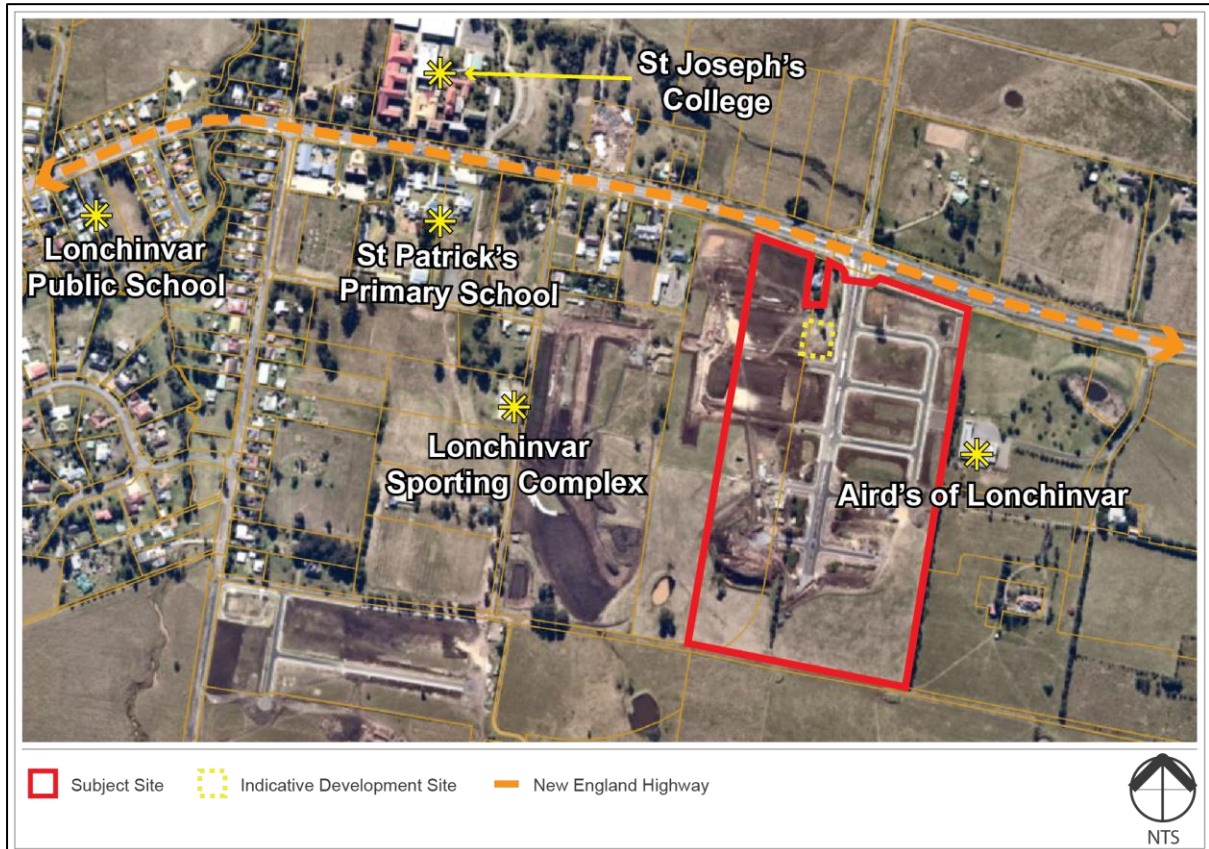 St Joseph's
College
Lonchinvar
Public School
St Patrick's
Primary School
Lonchinvar
Sporting Complex
Aird's of Lonchinvar
Subject Site
Indicative Development Site
New England Highway
NTS